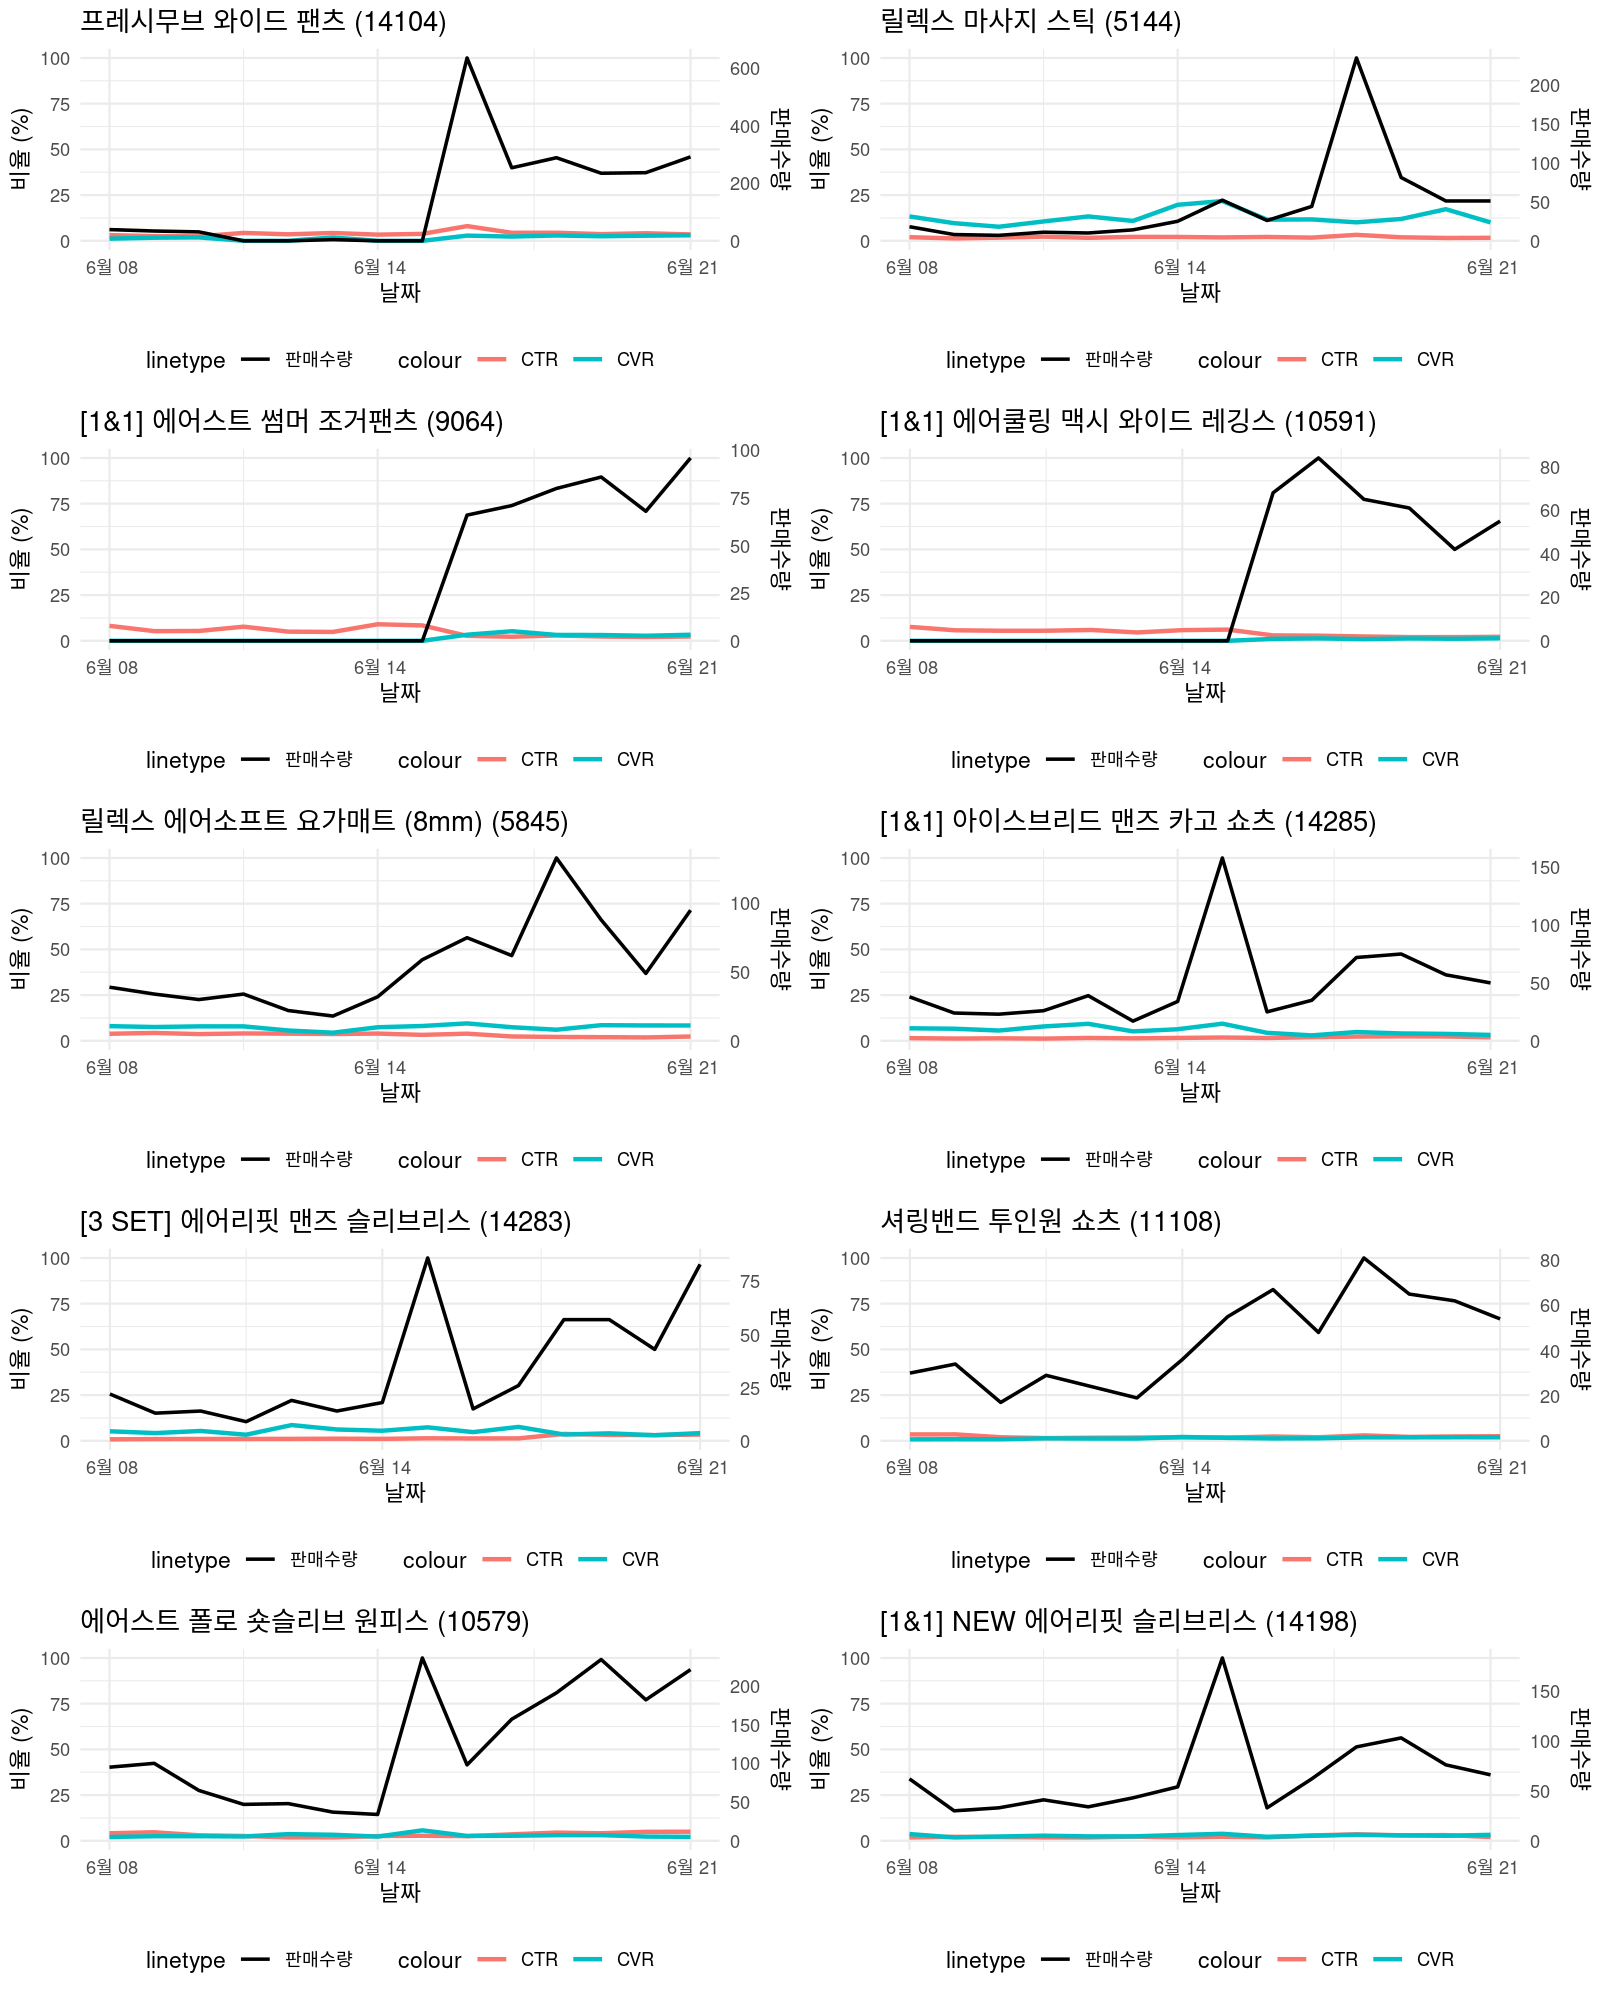 프레시무브 와이드 팬츠 (14104)
100
75
50
25
0
비율 (%)
600
400
200
0
판매수량
6월 08
6월 14
6월 21
날짜
linetype 판매수량 colour CTR CVR
릴렉스 마사지 스틱 (5144)
100
75
50
25
0
비율 (%)
200
150
100
50
0
판매수량
6월 08
6월 14
6월 21
날짜
linetype 판매수량 colour CTR CVR
[1&1] 에어스트 썸머 조거팬츠 (9064)
100
75
50
25
0
비율 (%)
100
75
50
25
0
판매수량
6월 08
6월 14
6월 21
날짜
linetype 판매수량 colour CTR CVR
[1&1] 에어쿨링 맥시 와이드 레깅스 (10591)
100
75
50
25
0
비율 (%)
80
60
40
20
0
판매수량
6월 08
6월 14
6월 21
날짜
linetype 판매수량 colour CTR CVR
릴렉스 에어소프트 요가매트 (8mm) (5845)
100
75
50
25
0
비율 (%)
100
50
0
판매수량
6월 08
6월 14
6월 21
날짜
linetype 판매수량 colour CTR CVR
[1&1] 아이스브리드 맨즈 카고 쇼츠 (14285)
100
75
50
25
0
비율 (%)
150
100
50
0
판매수량
6월 08
6월 14
6월 21
날짜
linetype 판매수량 colour CTR CVR
[3 SET] 에어리핏 맨즈 슬리브리스 (14283)
100
75
50
25
0
비율 (%)
75
50
25
0
판매수량
6월 08
6월 14
6월 21
날짜
linetype 판매수량 colour CTR CVR
셔링밴드 투인원 쇼츠 (11108)
100
75
50
25
0
비율 (%)
80
60
40
20
0
판매수량
6월 08
6월 14
6월 21
날짜
linetype 판매수량 colour CTR CVR
에어스트 폴로 숏슬리브 원피스 (10579)
100
75
50
25
0
비율 (%)
200
150
100
50
0
판매수량
6월 08
6월 14
6월 21
날짜
linetype 판매수량 colour CTR CVR
[1&1] NEW 에어리핏 슬리브리스 (14198)
100
75
50
25
0
비율 (%)
150
100
50
0
판매수량
6월 08
6월 14
6월 21
날짜
linetype 판매수량 colour CTR CVR